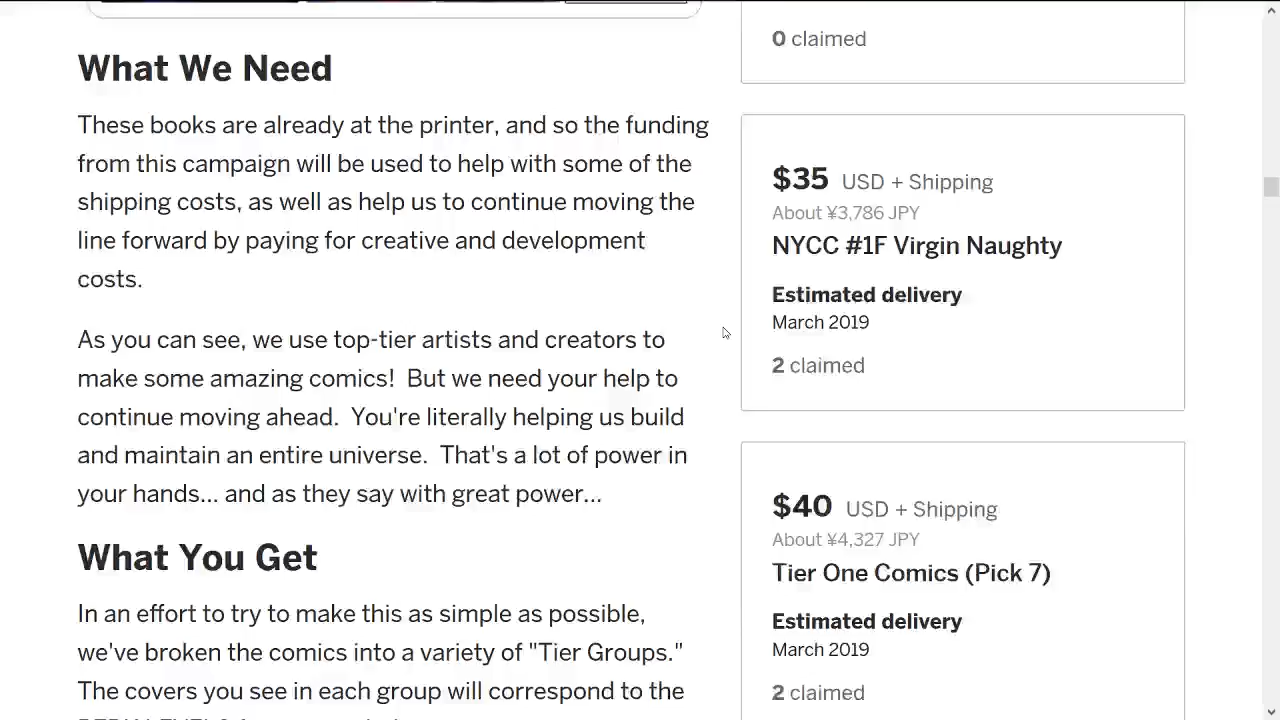 What We Need
These books are already at the printer, and so the funding
from this campaign will be used to help with some of the
shipping costs, as well as help us to continue moving the
line forward by paying for creative and development
costs.
As you can see, we use top-tier artists and creators to
make some amazing comics!  But we need your help to
continue moving ahead.  You're literally helping us build
and maintain an entire universe.  That's a lot of power in
your hands... and as they say with great power...
What You Get
In an effort to try to make this as simple as possible,
we've broken the comics into a variety of "Tier Groups."
The covers you see in each group will correspond to the
0 claimed
$35 USD + Shipping
About ¥3,786 JPY
NYCC #1F Virgin Naughty
Estimated delivery
March 2019
2 claimed
$40 USD + Shipping
About ¥4,327 JPY
Tier One Comics (Pick 7)
Estimated delivery
March 2019
2 claimed